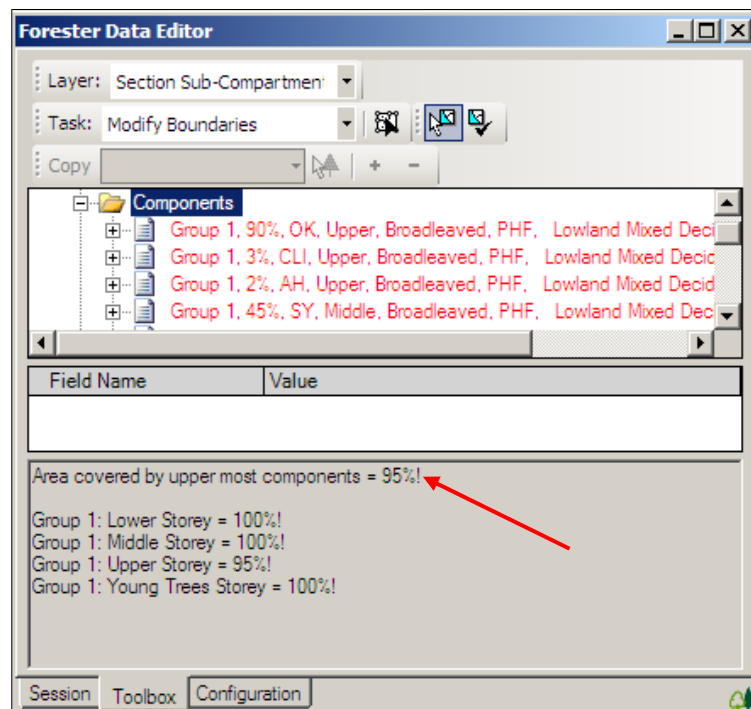 Forester Data Editor
Layer: Section Sub-Compartment
Task: Modify Boundaries
Copy
Components
Group 1, 90%, OK, Upper, Broadleaved, PHF, Lowland Mixed Deci
Group 1, 3%, CLI, Upper, Broadleaved, PHF, Lowland Mixed Decid
Group 1, 2%, AH, Upper, Broadleaved, PHF, Lowland Mixed Decid
Group 1, 45%, SY, Middle, Broadleaved, PHF, Lowland Mixed Dec
Field Name Value
Area covered by upper most components = 95%!
Group 1: Lower Storey = 100%!
Group 1: Middle Storey = 100%!
Group 1: Upper Storey = 95%!
Group 1: Young Trees Storey = 100%!
Session Toolbox Configuration